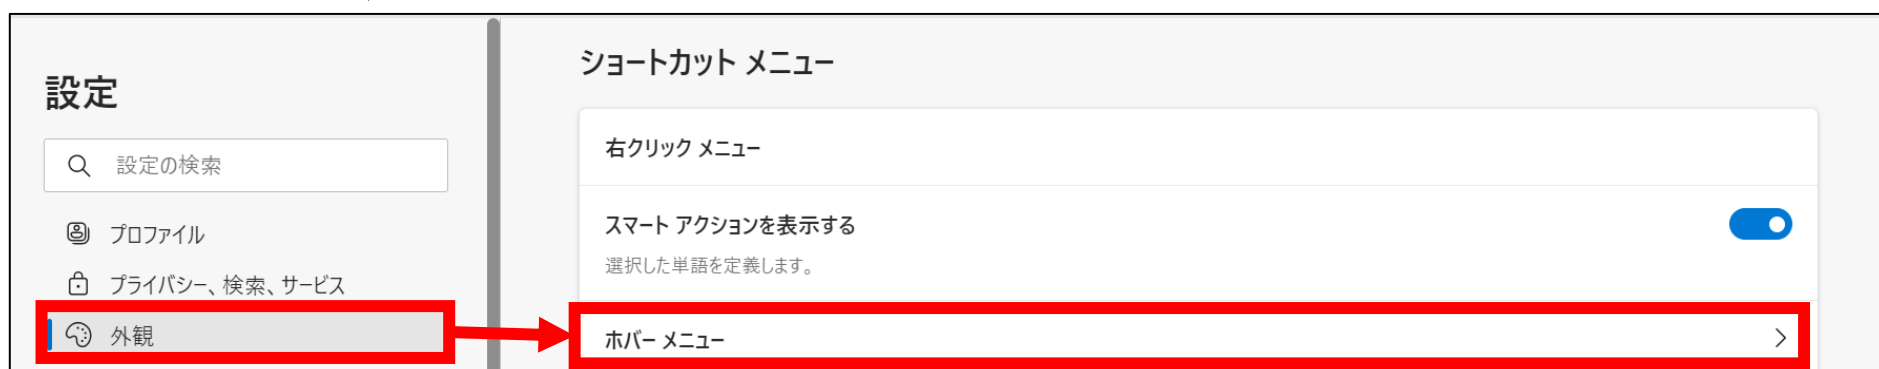 設定
設定の検索
プロファイル
プライバシー、検索、サービス
外観
ショートカット メニュー
右クリック メニュー
スマート アクションを表示する
選択した単語を定義します。
ホバー メニュー